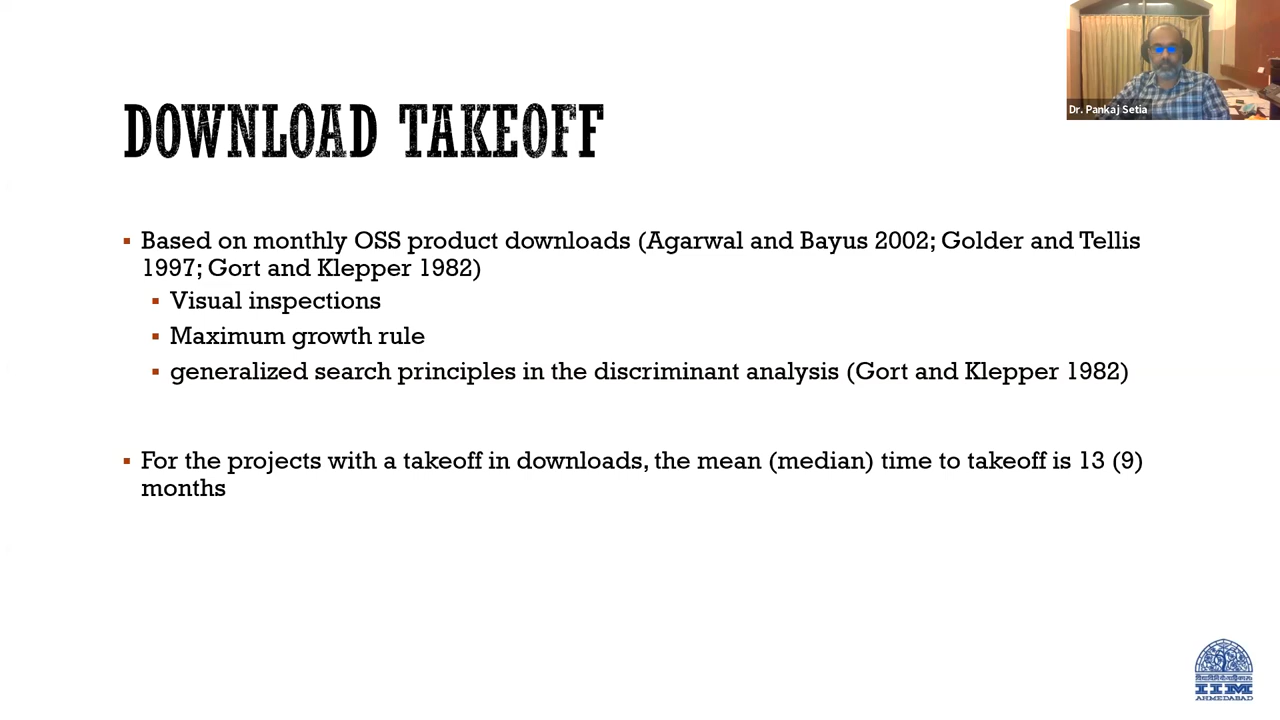 Dr. Pankaj Setia
DOWNLOAD TAKEOFF
▪ Based on monthly OSS product downloads (Agarwal and Bayus 2002; Golder and Tellis
1997; Gort and Klepper 1982)
▪ Visual inspections
▪ Maximum growth rule
▪ generalized search principles in the discriminant analysis (Gort and Klepper 1982)
▪ For the projects with a takeoff in downloads, the mean (median) time to takeoff is 13 (9)
months
IIM
AHMEDABAD